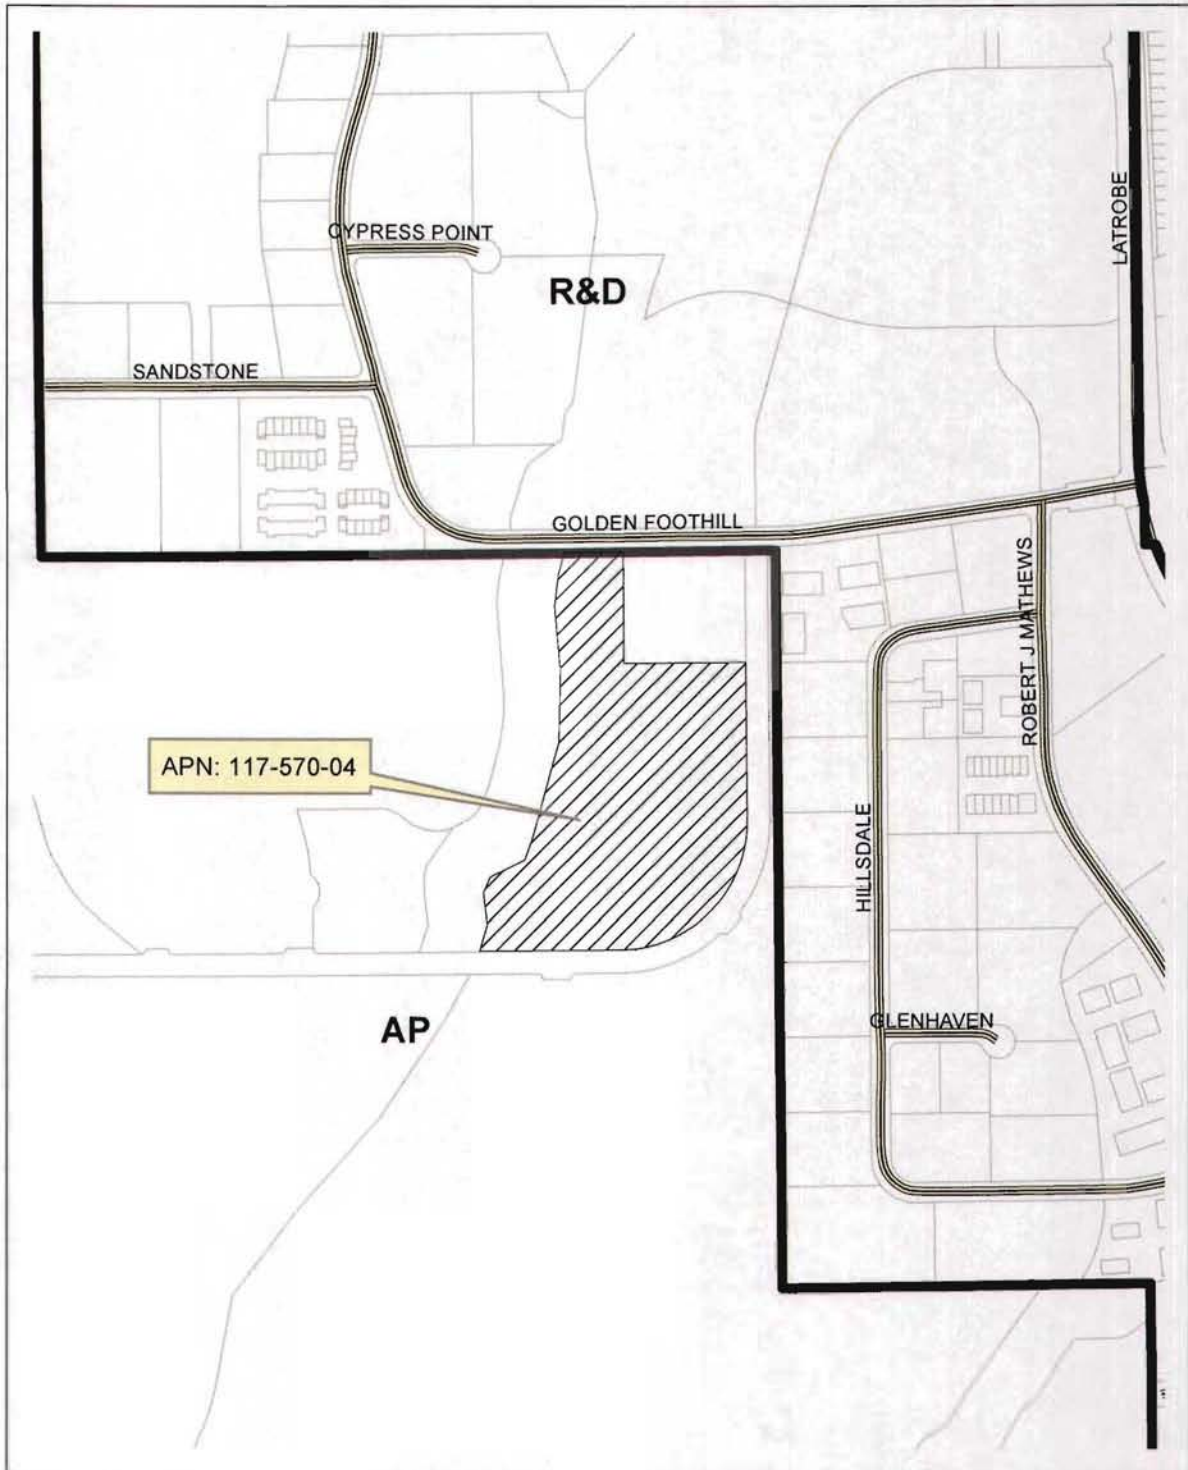 LATROBE
CYPRESS POINT
R&D
SANDSTONE
GOLDEN FOOTHILL
ROBERT J MATHEWS
APN: 117-570-04
HILLSDALE
GLENHAVEN
AP